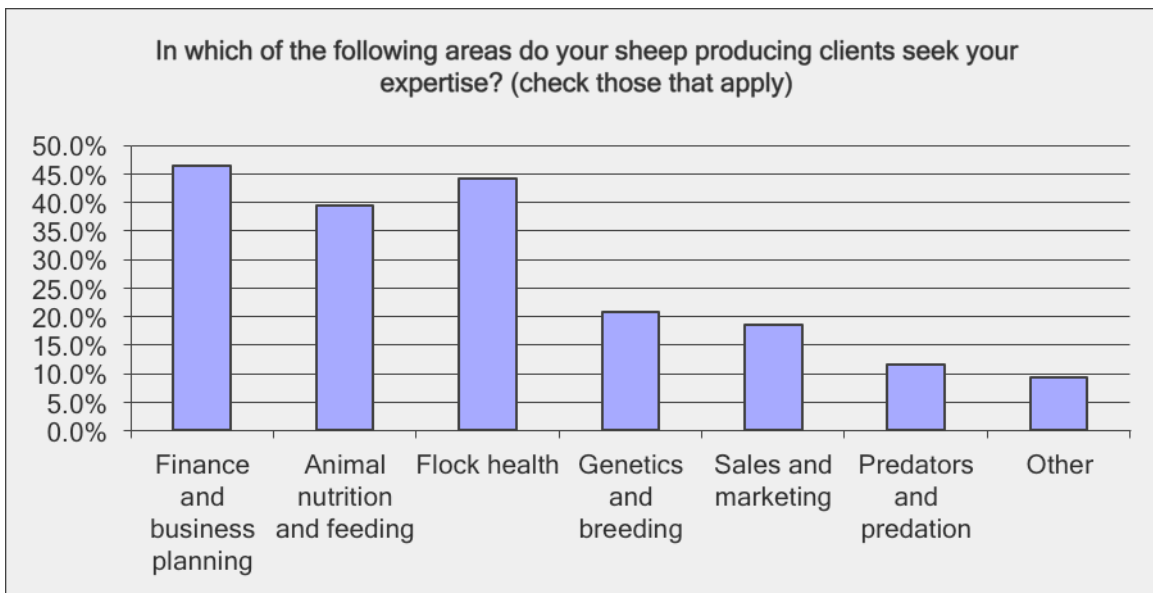 In which of the following areas do your sheep producing clients seek your
expertise? (check those that apply)
50.0%
45.0%
40.0%
35.0%
30.0%
25.0%
20.0%
15.0%
10.0%
5.0%
0.0%
Finance
and
business
planning
Animal
nutrition
and feeding
Flock health
Genetics
and
breeding
Sales and
marketing
Predators
and
predation
Other